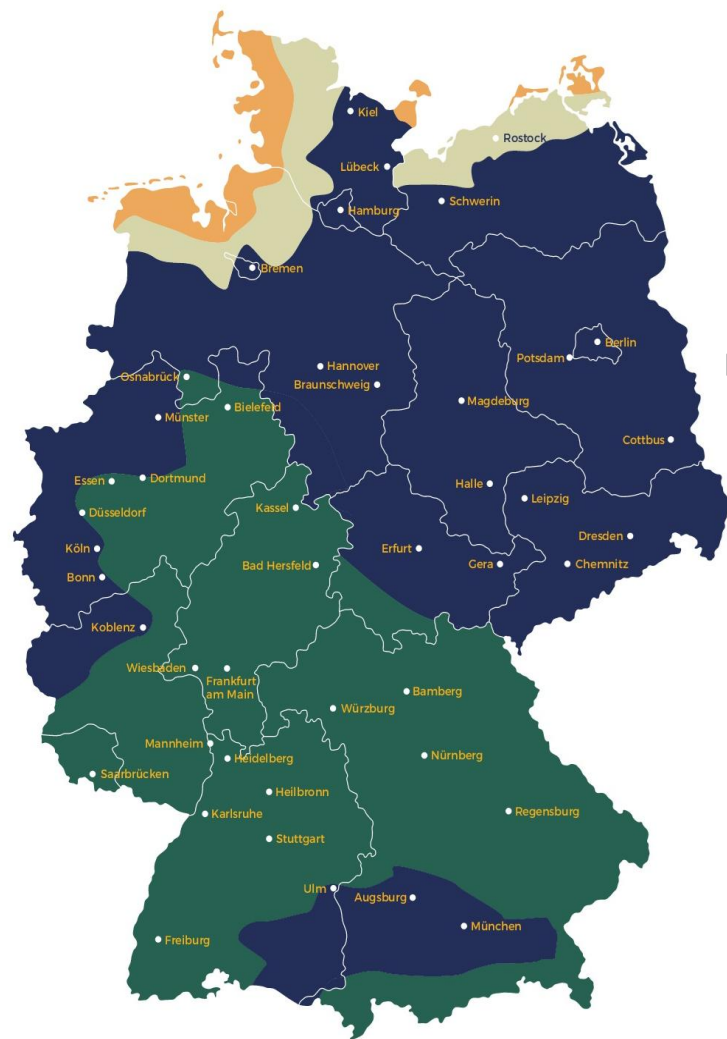 Kiel
Rostock
Lübeck
Schwerin
Hamburg
Bremen
Berlin
Potsdam
Hannover
Osnabrück
Braunschweig
Bielefeld
Magdeburg
Münster
Cottbus
Dortmund
Essen
Halle
Leipzig
Kassel
Düsseldorf
Dresden
Köln
Erfurt
Bad Hersfeld
Gera
Chemnitz
Bonn
Koblenz
Wiesbaden
Frankfurt
am Main
Bamberg
Würzburg
Mannheim
Nürnberg
Heidelberg
Saarbrücken
Heilbronn
Regensburg
Karlsruhe
Stuttgart
Ulm
Augsburg
München
Freiburg